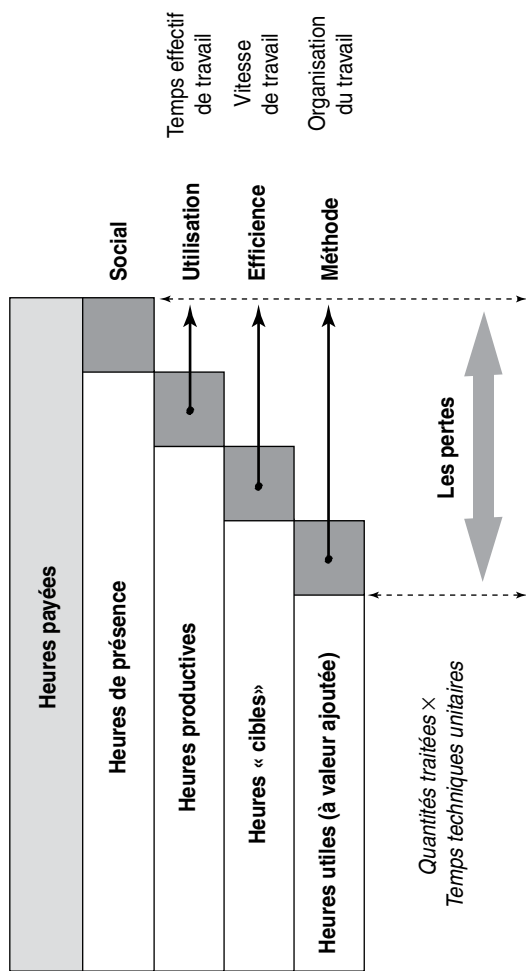 Heures payées
Heures de présence
Social
Heures productives
Utilisation
Temps effectif
de travail
Heures « cibles»
Efficience
Vitesse
de travail
Heures utiles (à valeur ajoutée)
Méthode
Organisation
du travail
Quantités traitées ×
Temps techniques unitaires
Les pertes